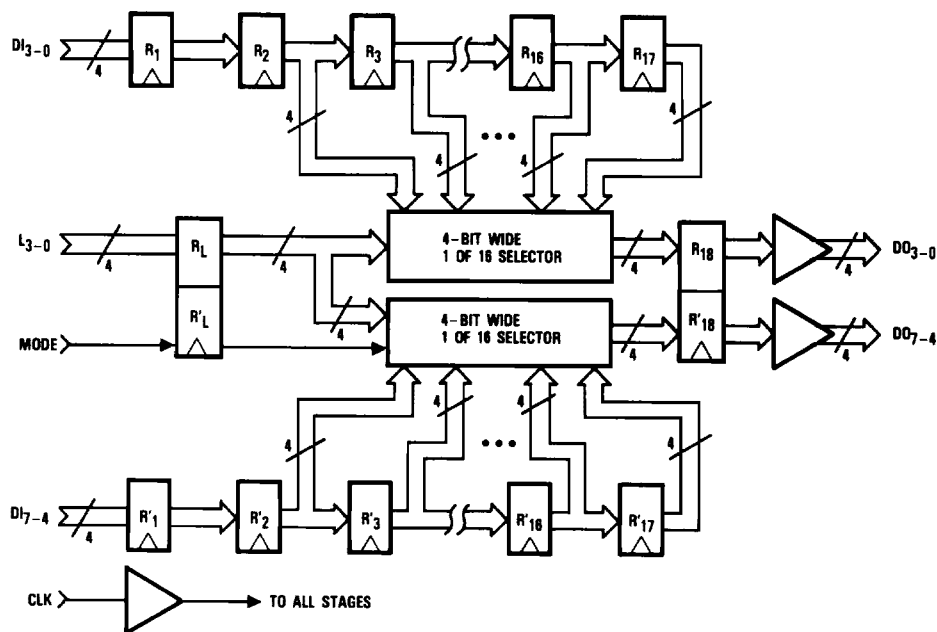 DI3-0
4
R1
R2
R3
R16
R17
4
4
4
4
L3-0
4
RL
4
4-BIT WIDE
1 OF 16 SELECTOR
4
R18
4
DO3-0
R'L
4
4-BIT WIDE
1 OF 16 SELECTOR
4
R'18
4
DO7-4
MODE
4
4
4
4
DI7-4
4
R'1
R'2
R'3
R'16
R'17
CLK
TO ALL STAGES